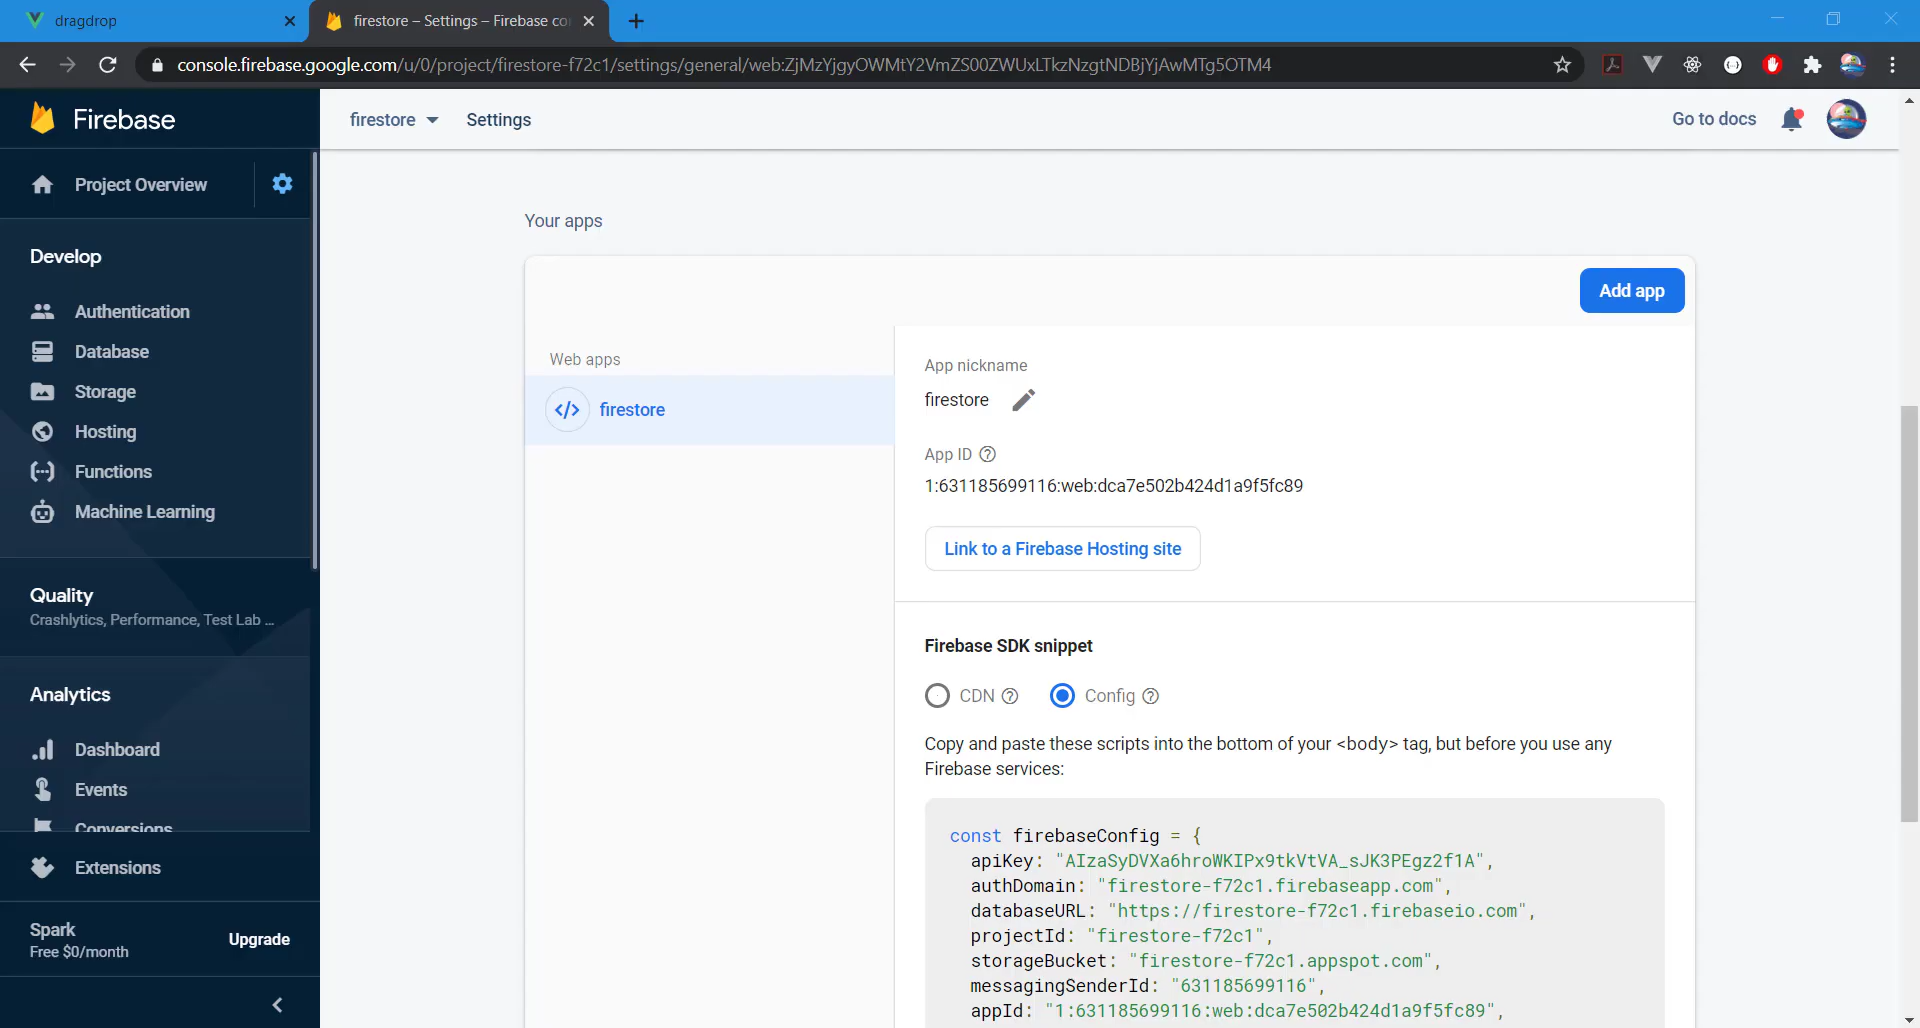 dragdrop
firestore – Settings – Firebase co
console.firebase.google.com/u/0/project/firestore-f72c1/settings/general/web:ZjMzYjgyOWMtY2VmZS00ZWUxLTkzNzgtNDBjYjAwMTg5OTM4
Firebase
firestore
Settings
Go to docs
Project Overview
Your apps
Develop
Add app
Authentication
Database
Storage
Hosting
Functions
Machine Learning
Web apps
firestore
App nickname
firestore
App ID
1:631185699116:web:dca7e502b424d1a9f5fc89
Link to a Firebase Hosting site
Quality
Crashlytics, Performance, Test Lab ...
Firebase SDK snippet
CDN
Config
Analytics
Dashboard
Events
Conversions
Copy and paste these scripts into the bottom of your <body> tag, but before you use any
Firebase services:
const firebaseConfig = {
apiKey: "AIzaSyDVXa6hroWKIPx9tkVtVA_sJK3PEgz2f1A",
authDomain: "firestore-f72c1.firebaseapp.com",
databaseURL: "https://firestore-f72c1.firebaseio.com",
projectId: "firestore-f72c1",
storageBucket: "firestore-f72c1.appspot.com",
messagingSenderId: "631185699116",
appId: "1:631185699116:web:dca7e502b424d1a9f5fc89",
Extensions
Spark
Free $0/month
Upgrade